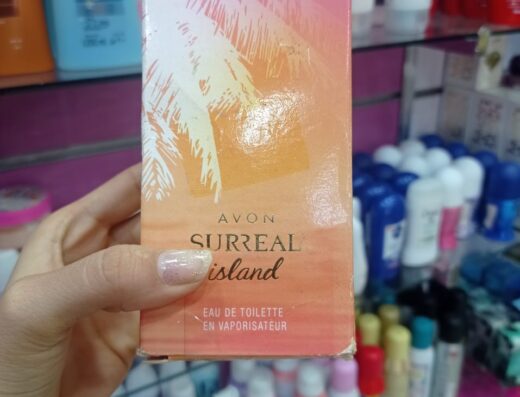 AVON
SURREAL
island
EAU DE TOILETTE
EN VAPORISATEUR